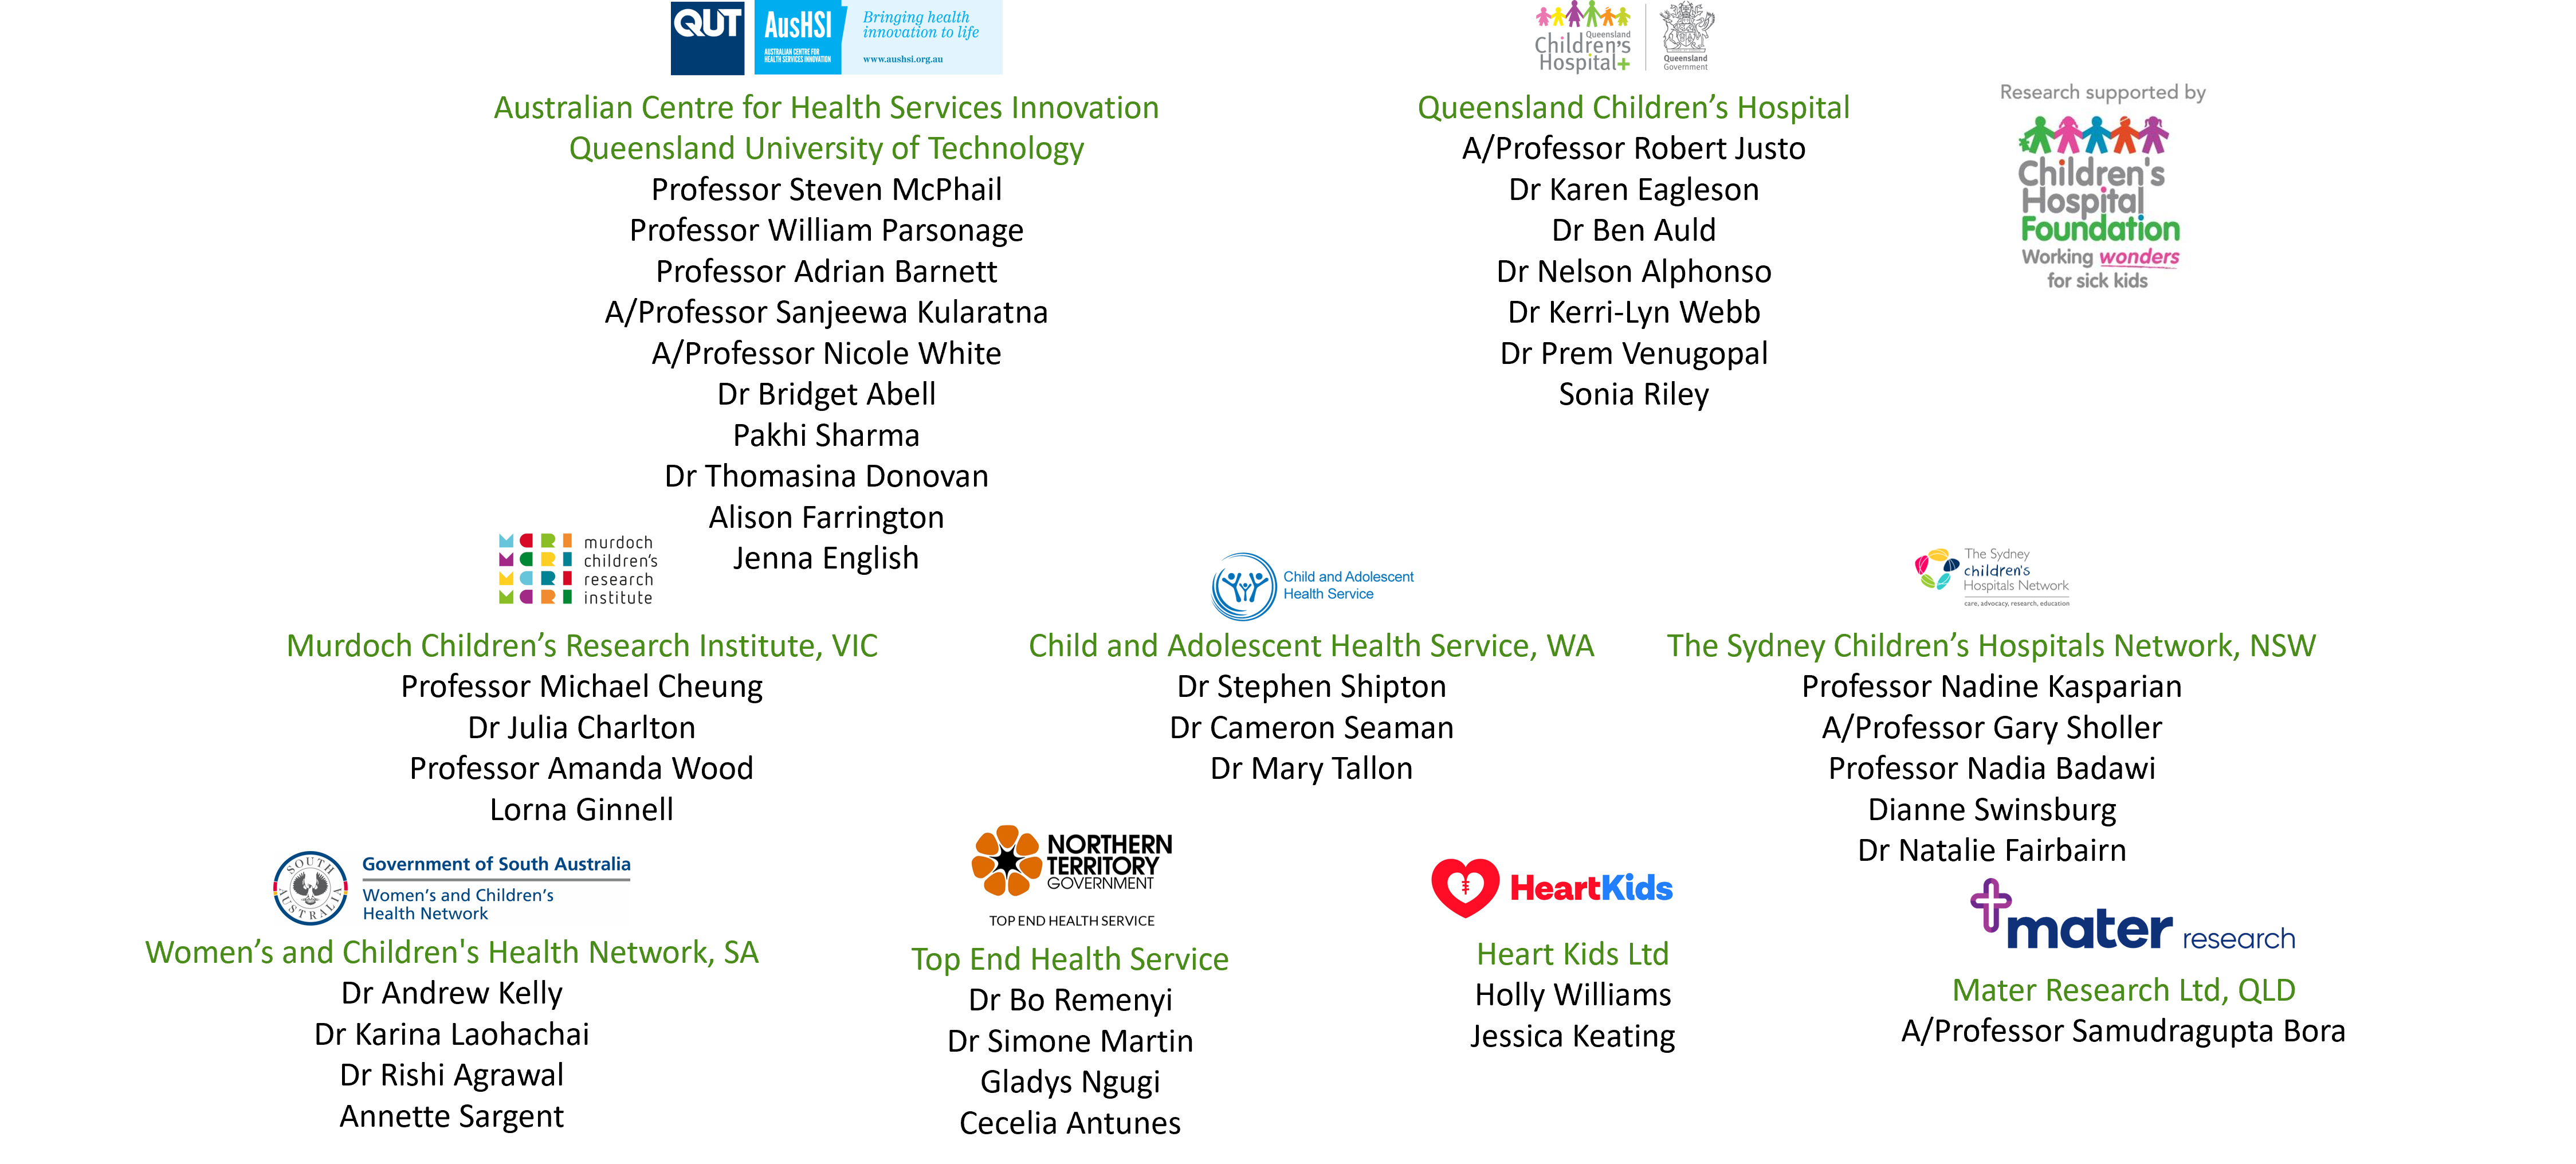 QUT
AusHSI
AUSTRALIAN CENTRE FOR
HEALTH SERVICES INNOVATION
Bringing health
innovation to life
www.aushsi.org.au
Australian Centre for Health Services Innovation
Queensland University of Technology
Professor Steven McPhail
Professor William Parsonage
Professor Adrian Barnett
A/Professor Sanjeewa Kularatna
A/Professor Nicole White
Dr Bridget Abell
Pakhi Sharma
Dr Thomasina Donovan
Alison Farrington
Jenna English
Queensland
Children's
Hospital+
Queensland
Government
Queensland Children’s Hospital
A/Professor Robert Justo
Dr Karen Eagleson
Dr Ben Auld
Dr Nelson Alphonso
Dr Kerri-Lyn Webb
Dr Prem Venugopal
Sonia Riley
Research supported by
Children's
Hospital
Foundation
Working wonders
for sick kids
MCRI
MCRI
MCRI
MCRI
murdoch
children's
research
institute
Murdoch Children’s Research Institute, VIC
Professor Michael Cheung
Dr Julia Charlton
Professor Amanda Wood
Lorna Ginnell
Child and Adolescent
Health Service
Child and Adolescent Health Service, WA
Dr Stephen Shipton
Dr Cameron Seaman
Dr Mary Tallon
The Sydney
children's
Hospitals Network
care, advocacy, research, education
The Sydney Children’s Hospitals Network, NSW
Professor Nadine Kasparian
A/Professor Gary Sholler
Professor Nadia Badawi
Dianne Swinsburg
Dr Natalie Fairbairn
SOUTH
AUSTRALIA
Government of South Australia
Women's and Children's
Health Network
Women’s and Children's Health Network, SA
Dr Andrew Kelly
Dr Karina Laohachai
Dr Rishi Agrawal
Annette Sargent
NORTHERN
TERRITORY
GOVERNMENT
TOP END HEALTH SERVICE
Top End Health Service
Dr Bo Remenyi
Dr Simone Martin
Gladys Ngugi
Cecelia Antunes
HeartKids
Heart Kids Ltd
Holly Williams
Jessica Keating
mater research
Mater Research Ltd, QLD
A/Professor Samudragupta Bora